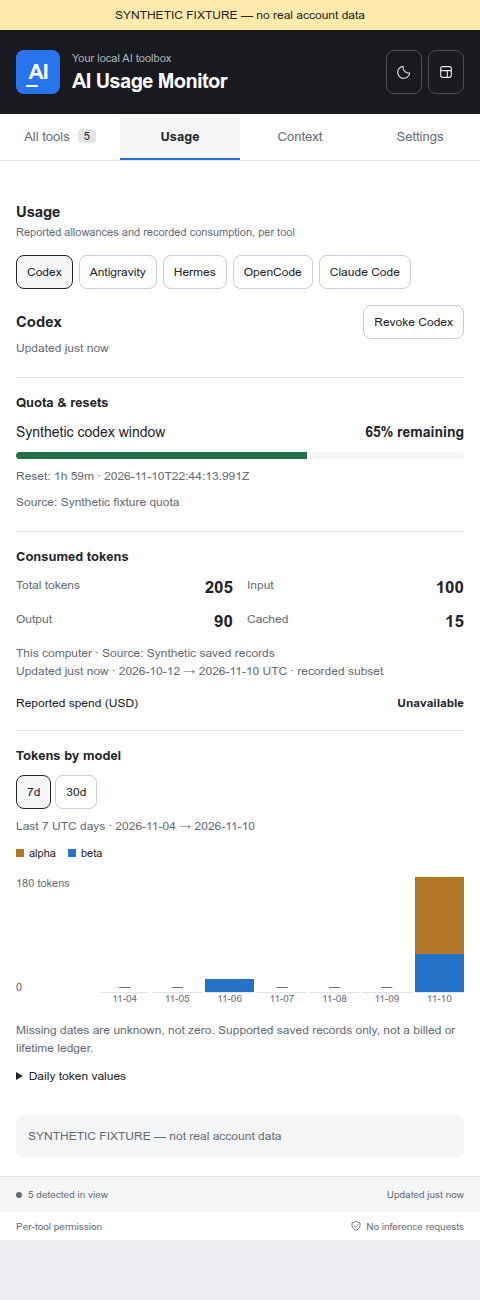 SYNTHETIC FIXTURE — no real account data
AI
Your local AI toolbox
AI Usage Monitor
All tools 5
Usage
Context
Settings
Usage
Reported allowances and recorded consumption, per tool
Codex
Antigravity
Hermes
OpenCode
Claude Code
Codex
Revoke Codex
Updated just now
Quota & resets
Synthetic codex window
65% remaining
Reset: 1h 59m · 2026-11-10T22:44:13.991Z
Source: Synthetic fixture quota
Consumed tokens
Total tokens 205
Input 100
Output 90
Cached 15
This computer · Source: Synthetic saved records
Updated just now · 2026-10-12 → 2026-11-10 UTC · recorded subset
Reported spend (USD)
Unavailable
Tokens by model
7d
30d
Last 7 UTC days · 2026-11-04 → 2026-11-10
alpha
beta
180 tokens
0
— — — — —
11-04 11-05 11-06 11-07 11-08 11-09 11-10
Missing dates are unknown, not zero. Supported saved records only, not a billed or
lifetime ledger.
Daily token values
SYNTHETIC FIXTURE — not real account data
5 detected in view
Updated just now
Per-tool permission
No inference requests